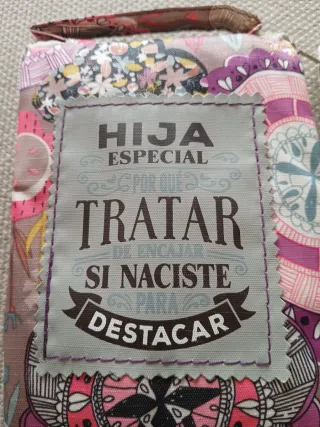 HIJA
ESPECIAL
POR QUÉ
TRATAR
DE ENCAJAR
SI NACISTE
PARA
DESTACAR